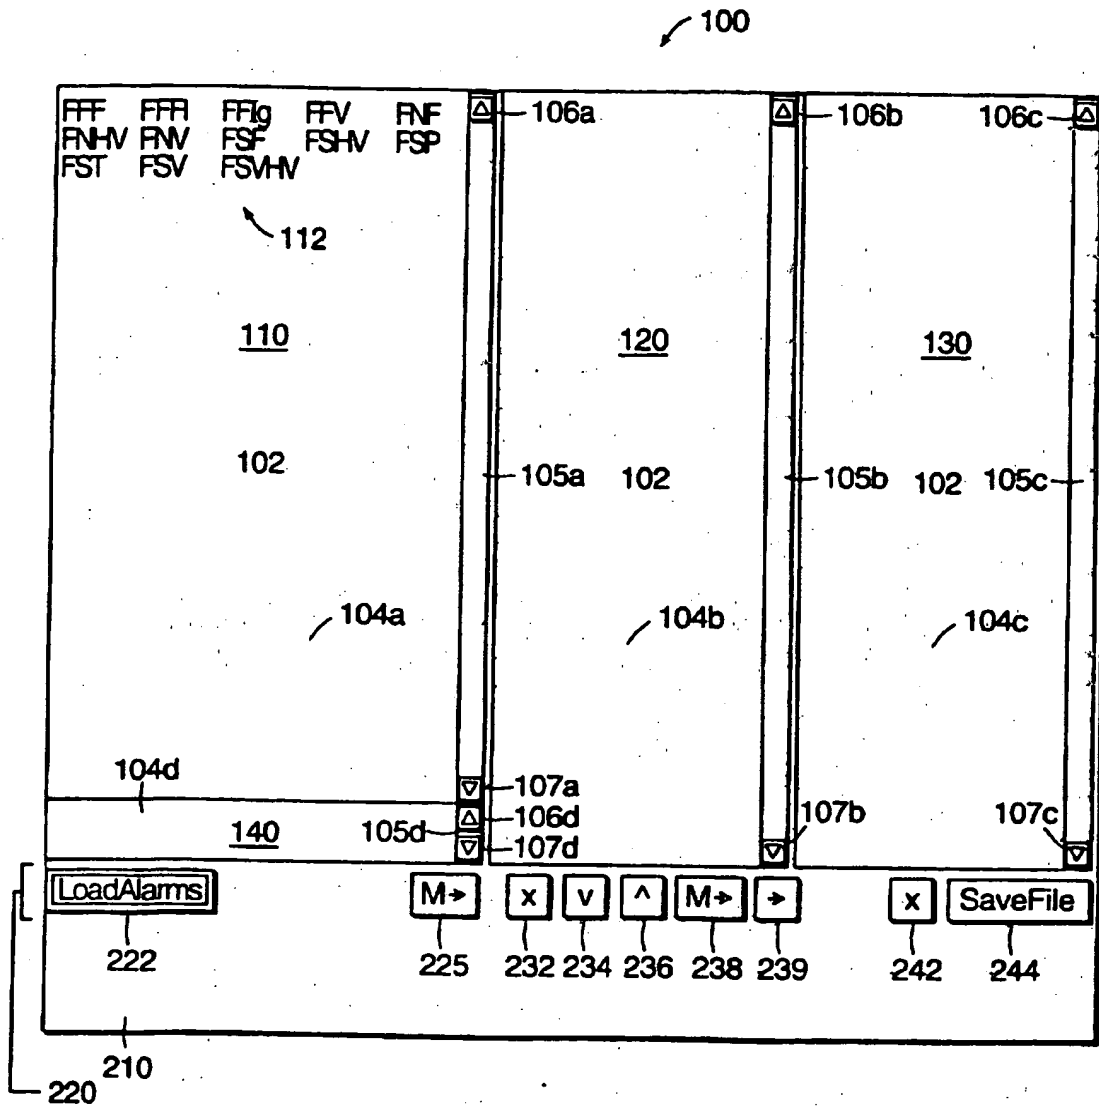 100
FFF FFFI FFIg FFV FNF
FNHV FNV FSF FSHV FSP
FST FSV FSVHV
106a
106b
106c
112
110
120
130
102
105a
102
105b
102
105c
104a
104b
104c
104d
107a
106d
107b
107c
140
105d
107d
LoadAlarms
M
x
v
^
M
x
SaveFile
222
225
232
234
236
238
239
242
244
210
220